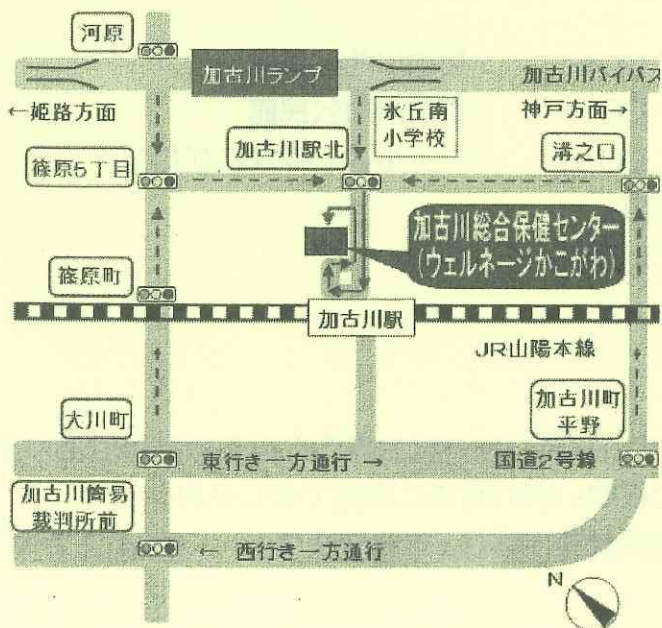 河原
加古川ランプ
加古川バイパス
←姫路方面
氷丘南
小学校
神戸方面→
加古川駅北
溝之口
篠原5丁目
加古川総合保健センター
(ウェルネージかこがわ)
篠原町
加古川駅
JR山陽本線
大川町
加古川町
平野
東行き一方通行 →
国道2号線
加古川簡易
裁判所前
← 西行き一方通行
N